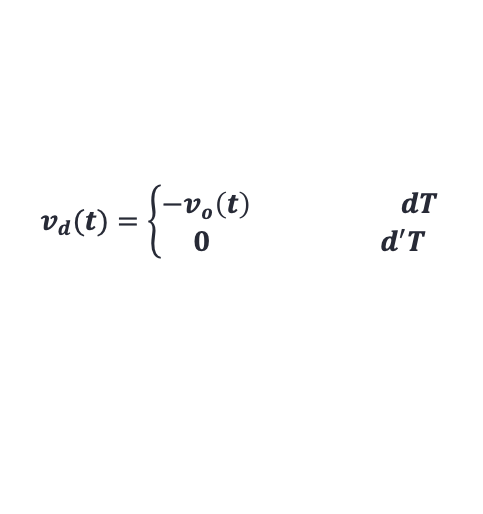 v_d(t) = { −v_o(t) dT
0 d′T